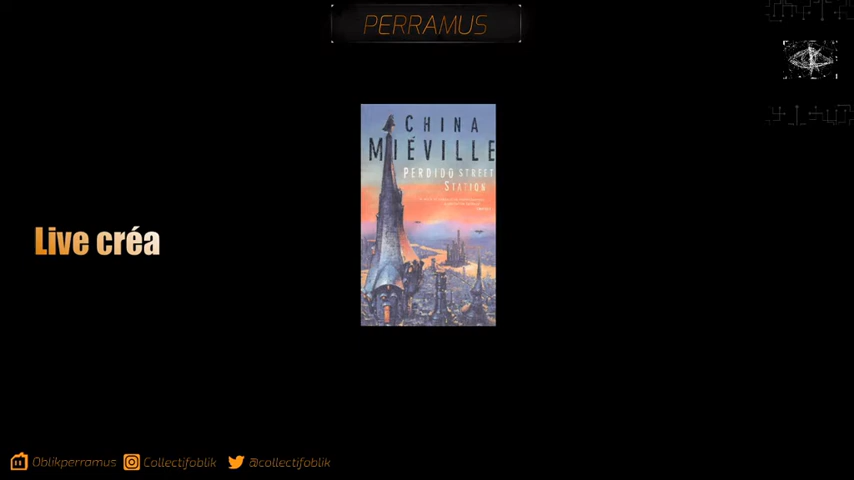 PERRAMUS
CHINA
MIÉVILLE
PERDIDO STREET
STATION
Live créa
Oblikperramus
Collectifoblik
@collectifoblik